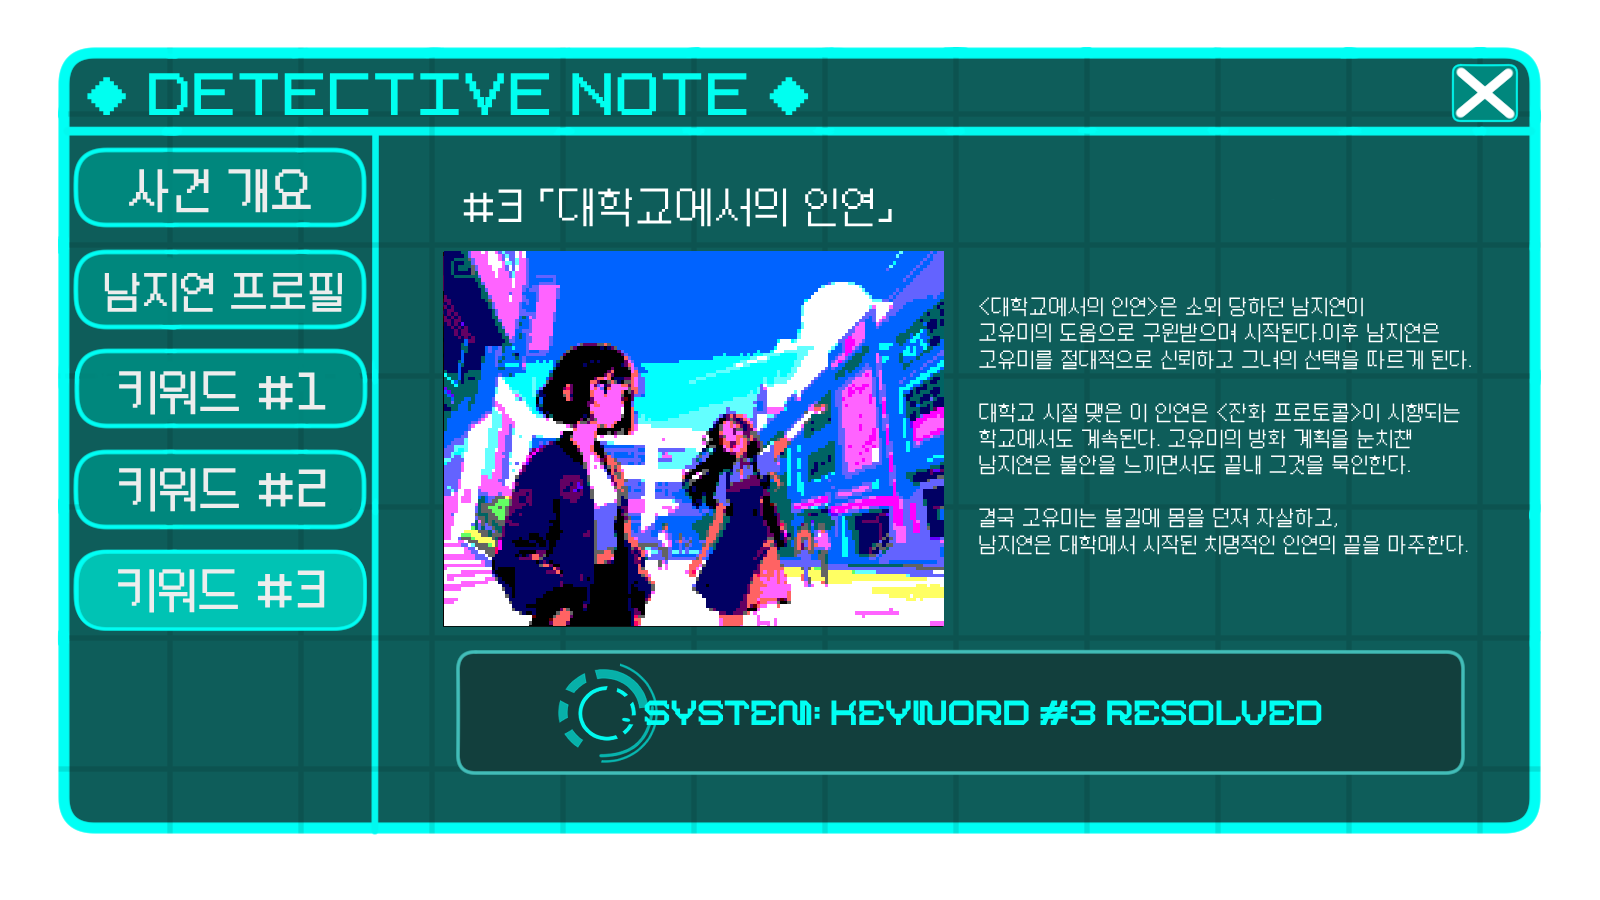 ◆ DETECTIVE NOTE ◆
사건 개요
남지연 프로필
키워드 #1
키워드 #2
키워드 #3
#3 「대학교에서의 인연」
<대학교에서의 인연>은 소외 당하던 남지연이
고유미의 도움으로 구원받으며 시작된다.이후 남지연은
고유미를 절대적으로 신뢰하고 그녀의 선택을 따르게 된다.
대학교 시절 맺은 이 인연은 <잔화 프로토콜>이 시행되는
학교에서도 계속된다. 고유미의 방화 계획을 눈치챈
남지연은 불안을 느끼면서도 끝내 그것을 묵인한다.
결국 고유미는 불길에 몸을 던져 자살하고,
남지연은 대학에서 시작된 치명적인 인연의 끝을 마주한다.
SYSTEM: KEYWORD #3 RESOLVED